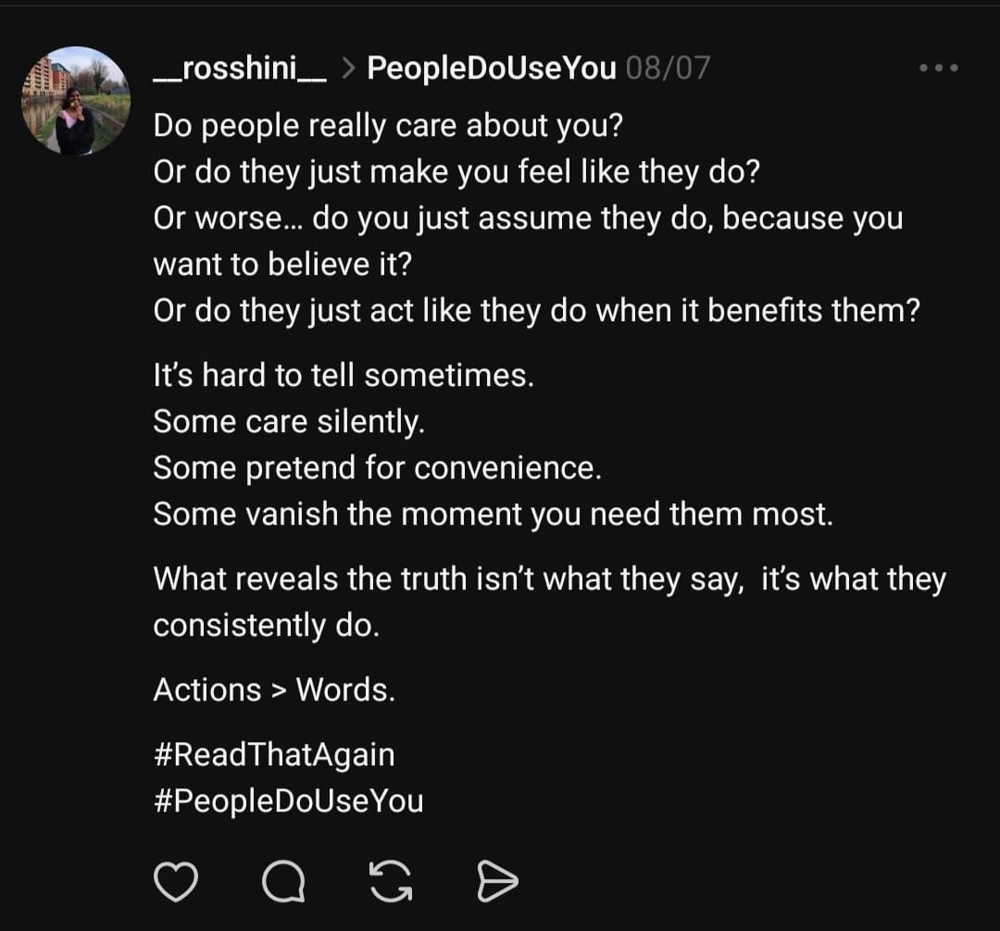 __rosshini__ > PeopleDoUseYou 08/07
Do people really care about you?
Or do they just make you feel like they do?
Or worse... do you just assume they do, because you
want to believe it?
Or do they just act like they do when it benefits them?
It's hard to tell sometimes.
Some care silently.
Some pretend for convenience.
Some vanish the moment you need them most.
What reveals the truth isn't what they say,  it's what they
consistently do.
Actions > Words.
#ReadThatAgain
#PeopleDoUseYou